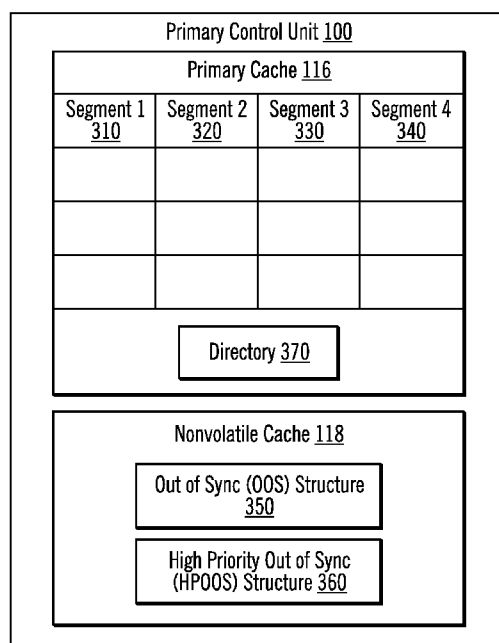 Primary Control Unit 100
Primary Cache 116
Segment 1 Segment 2 Segment 3 Segment 4
310 320 330 340
Directory 370
Nonvolatile Cache 118
Out of Sync (OOS) Structure
350
High Priority Out of Sync
(HPOOS) Structure 360